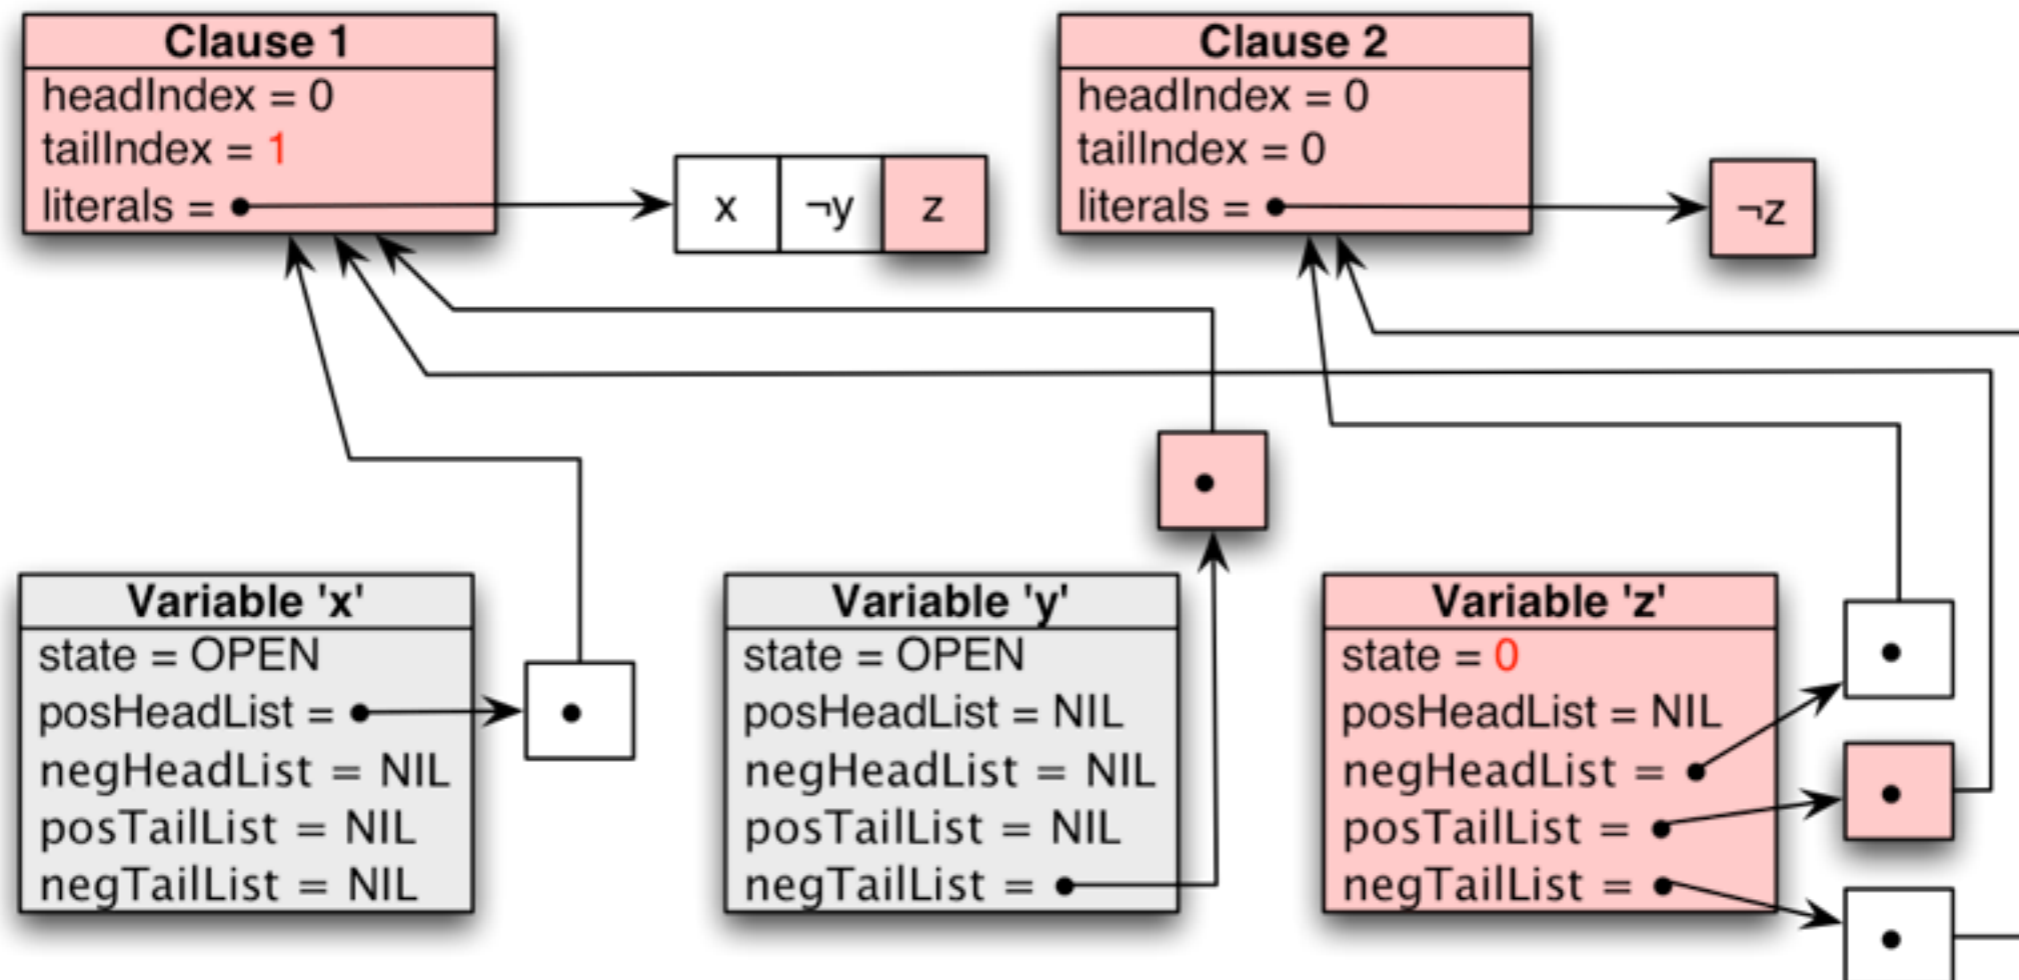 Clause 1
headIndex = 0
tailIndex = 1
literals =
x ¬y z
Clause 2
headIndex = 0
tailIndex = 0
literals =
¬z
Variable 'x'
state = OPEN
posHeadList =
negHeadList = NIL
posTailList = NIL
negTailList = NIL
Variable 'y'
state = OPEN
posHeadList = NIL
negHeadList = NIL
posTailList = NIL
negTailList =
Variable 'z'
state = 0
posHeadList = NIL
negHeadList =
posTailList =
negTailList =